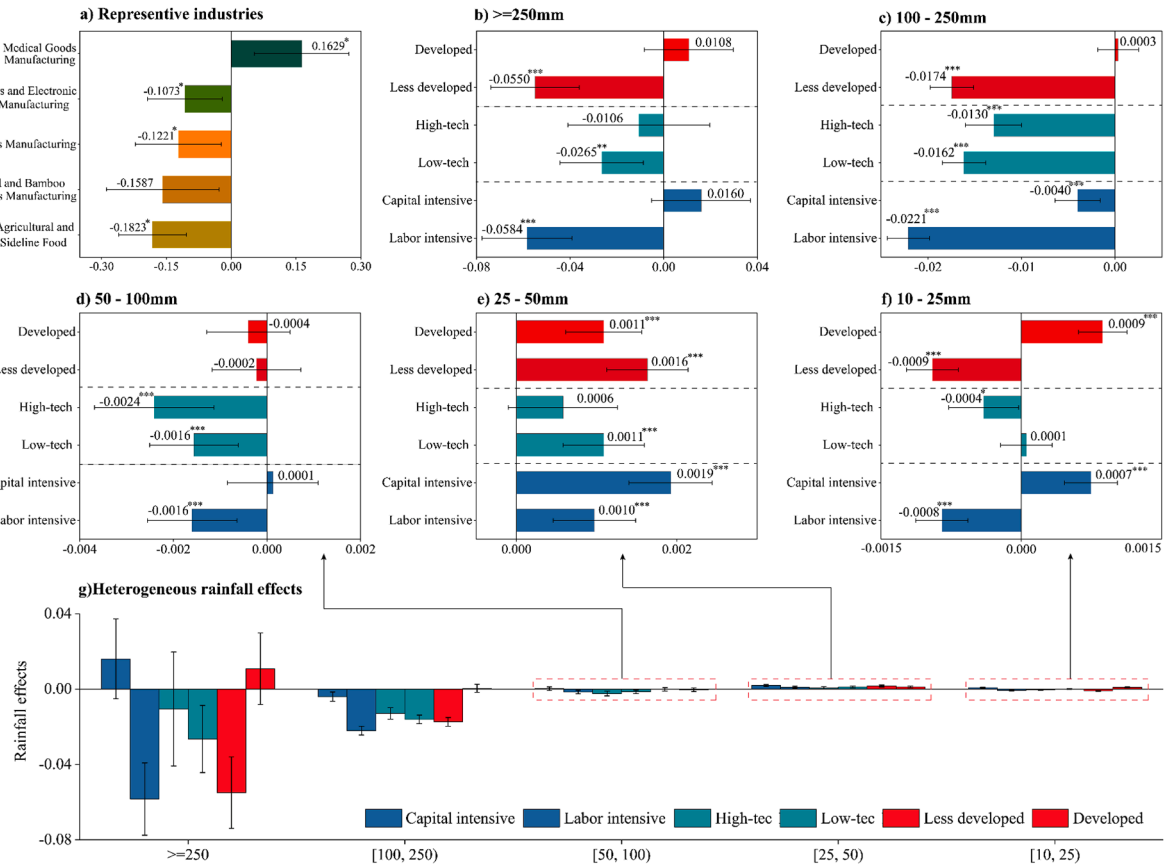 a) Representive industries
Medical Goods
Manufacturing
0.1629*
s and Electronic
Manufacturing
-0.1073*
s Manufacturing
-0.1221*
l and Bamboo
s Manufacturing
-0.1587
Agricultural and
Sideline Food
-0.1823*
-0.30 -0.15 0.00 0.15 0.30
b) >=250mm
Developed 0.0108
Less developed -0.0550***
High-tech -0.0106
Low-tech -0.0265**
Capital intensive 0.0160
Labor intensive -0.0584***
-0.08 -0.04 0.00 0.04
c) 100 - 250mm
Developed 0.0003
Less developed -0.0174***
High-tech -0.0130***
Low-tech -0.0162***
Capital intensive -0.0040***
Labor intensive -0.0221***
-0.02 -0.01 0.00
d) 50 - 100mm
Developed -0.0004
Less developed -0.0002
High-tech -0.0024***
Low-tech -0.0016***
apital intensive 0.0001
abor intensive -0.0016***
-0.004 -0.002 0.000 0.002
e) 25 - 50mm
Developed 0.0011***
Less developed 0.0016***
High-tech 0.0006
Low-tech 0.0011***
Capital intensive 0.0019***
Labor intensive 0.0010***
0.000 0.002
f) 10 - 25mm
Developed 0.0009***
Less developed -0.0009***
High-tech -0.0004*
Low-tech 0.0001
Capital intensive 0.0007***
Labor intensive -0.0008***
-0.0015 0.000 0.0015
g)Heterogeneous rainfall effects
Rainfall effects
0.04
0.00
-0.04
-0.08
Capital intensive Labor intensive High-tec Low-tec Less developed Developed
>=250 [100, 250) [50, 100) [25, 50) [10, 25)